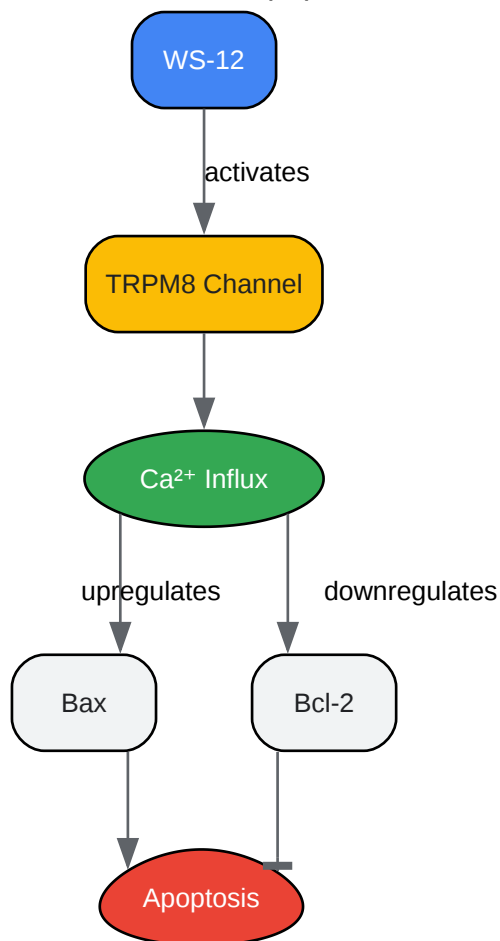 WS-12
activates
TRPM8 Channel
Ca²⁺ Influx
upregulates
downregulates
Bax
Bcl-2
Apoptosis